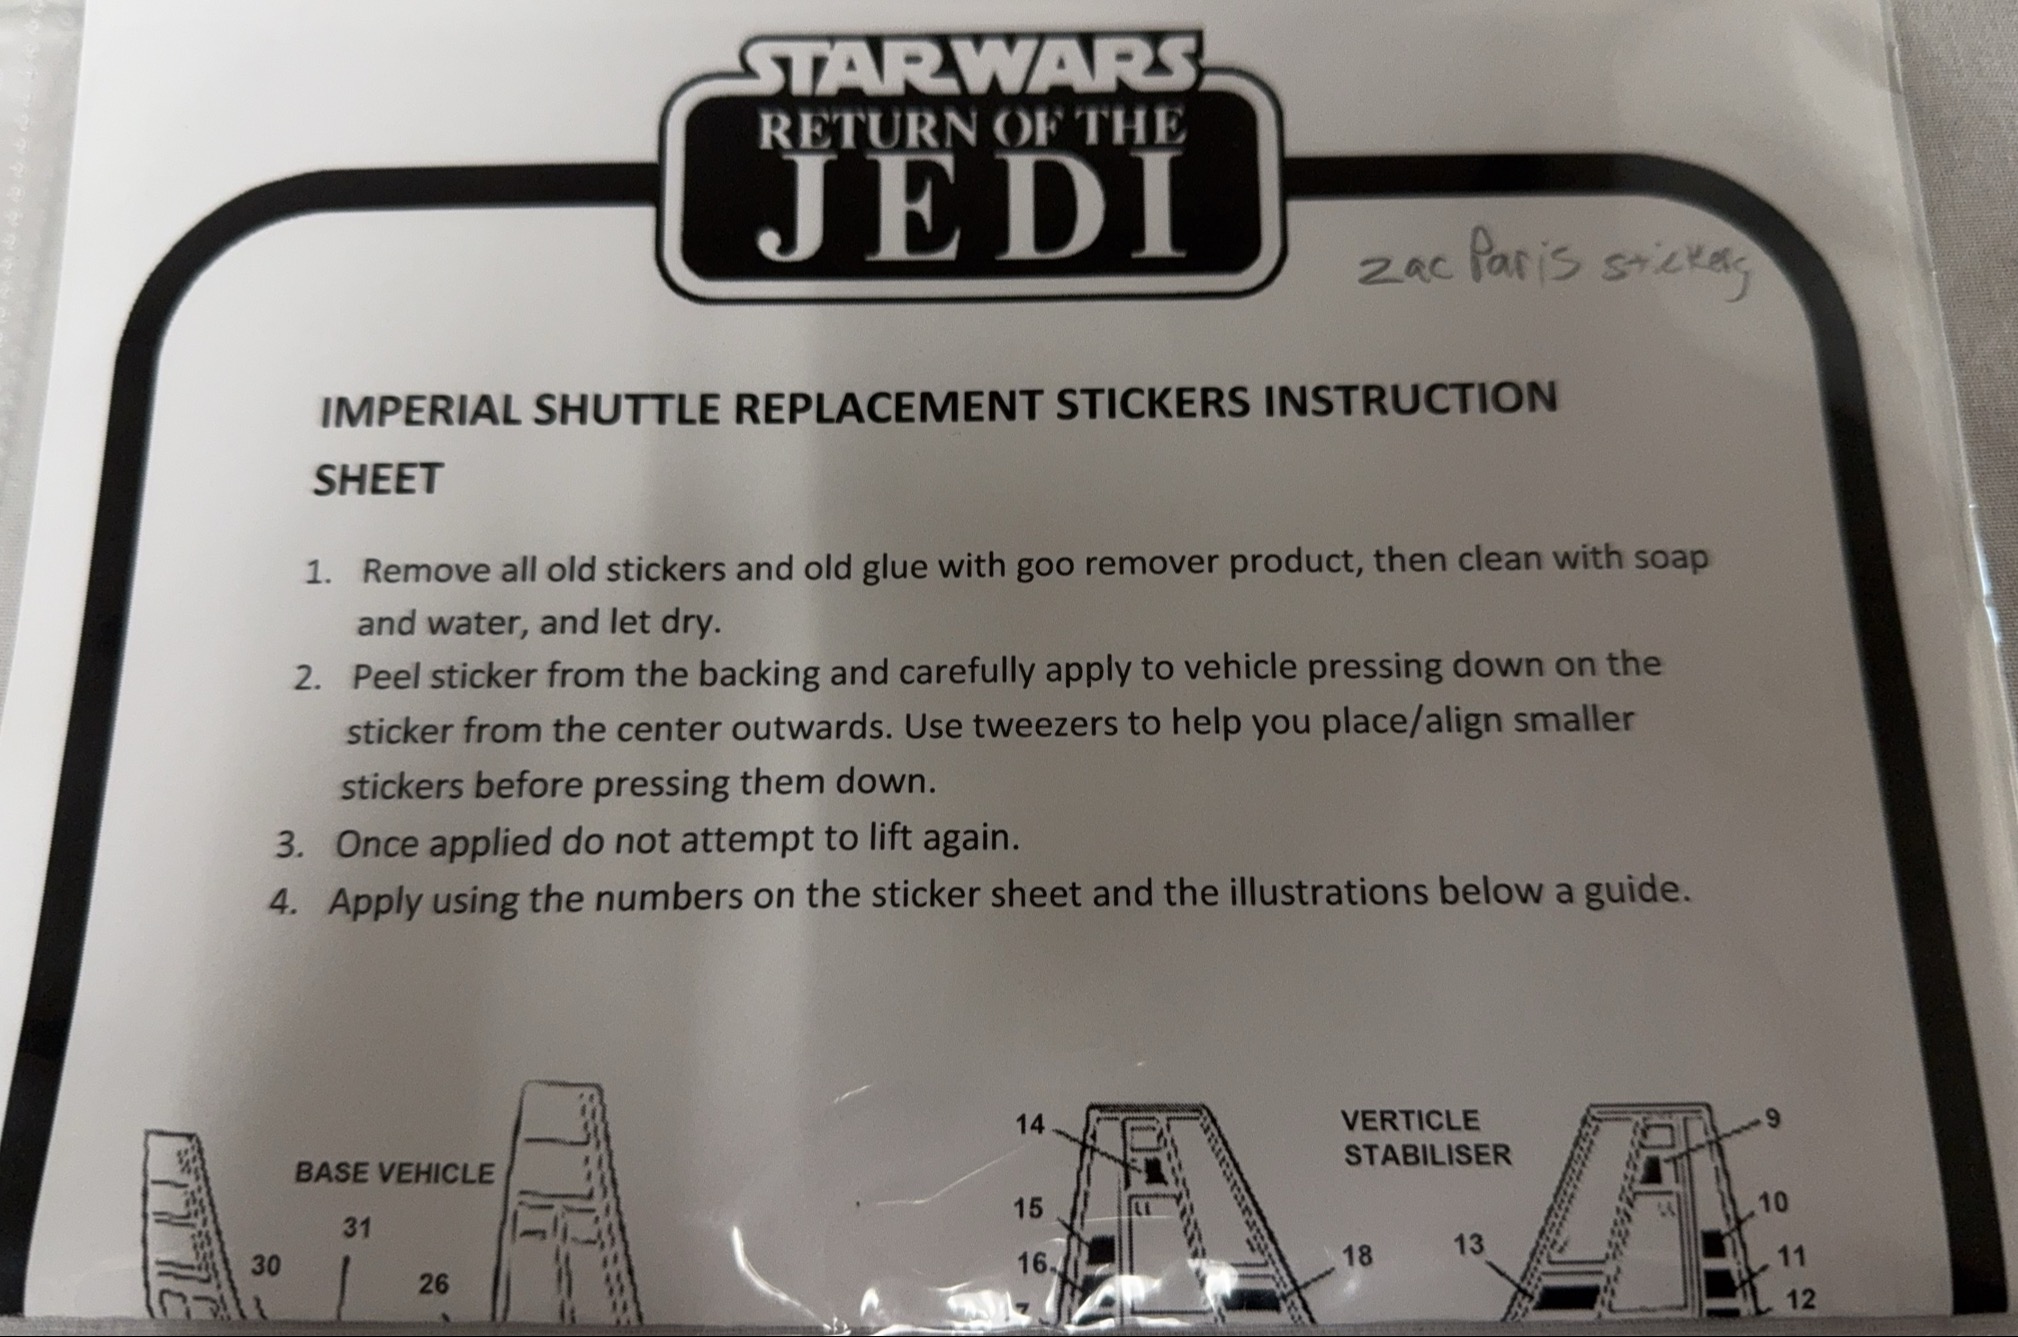 STAR WARS
RETURN OF THE
JEDI
zac Paris stickers
IMPERIAL SHUTTLE REPLACEMENT STICKERS INSTRUCTION
SHEET
1. Remove all old stickers and old glue with goo remover product, then clean with soap
and water, and let dry.
2. Peel sticker from the backing and carefully apply to vehicle pressing down on the
sticker from the center outwards. Use tweezers to help you place/align smaller
stickers before pressing them down.
3. Once applied do not attempt to lift again.
4. Apply using the numbers on the sticker sheet and the illustrations below a guide.
BASE VEHICLE
31
30
26
14
15
16
18
VERTICLE
STABILISER
13
9
10
11
12